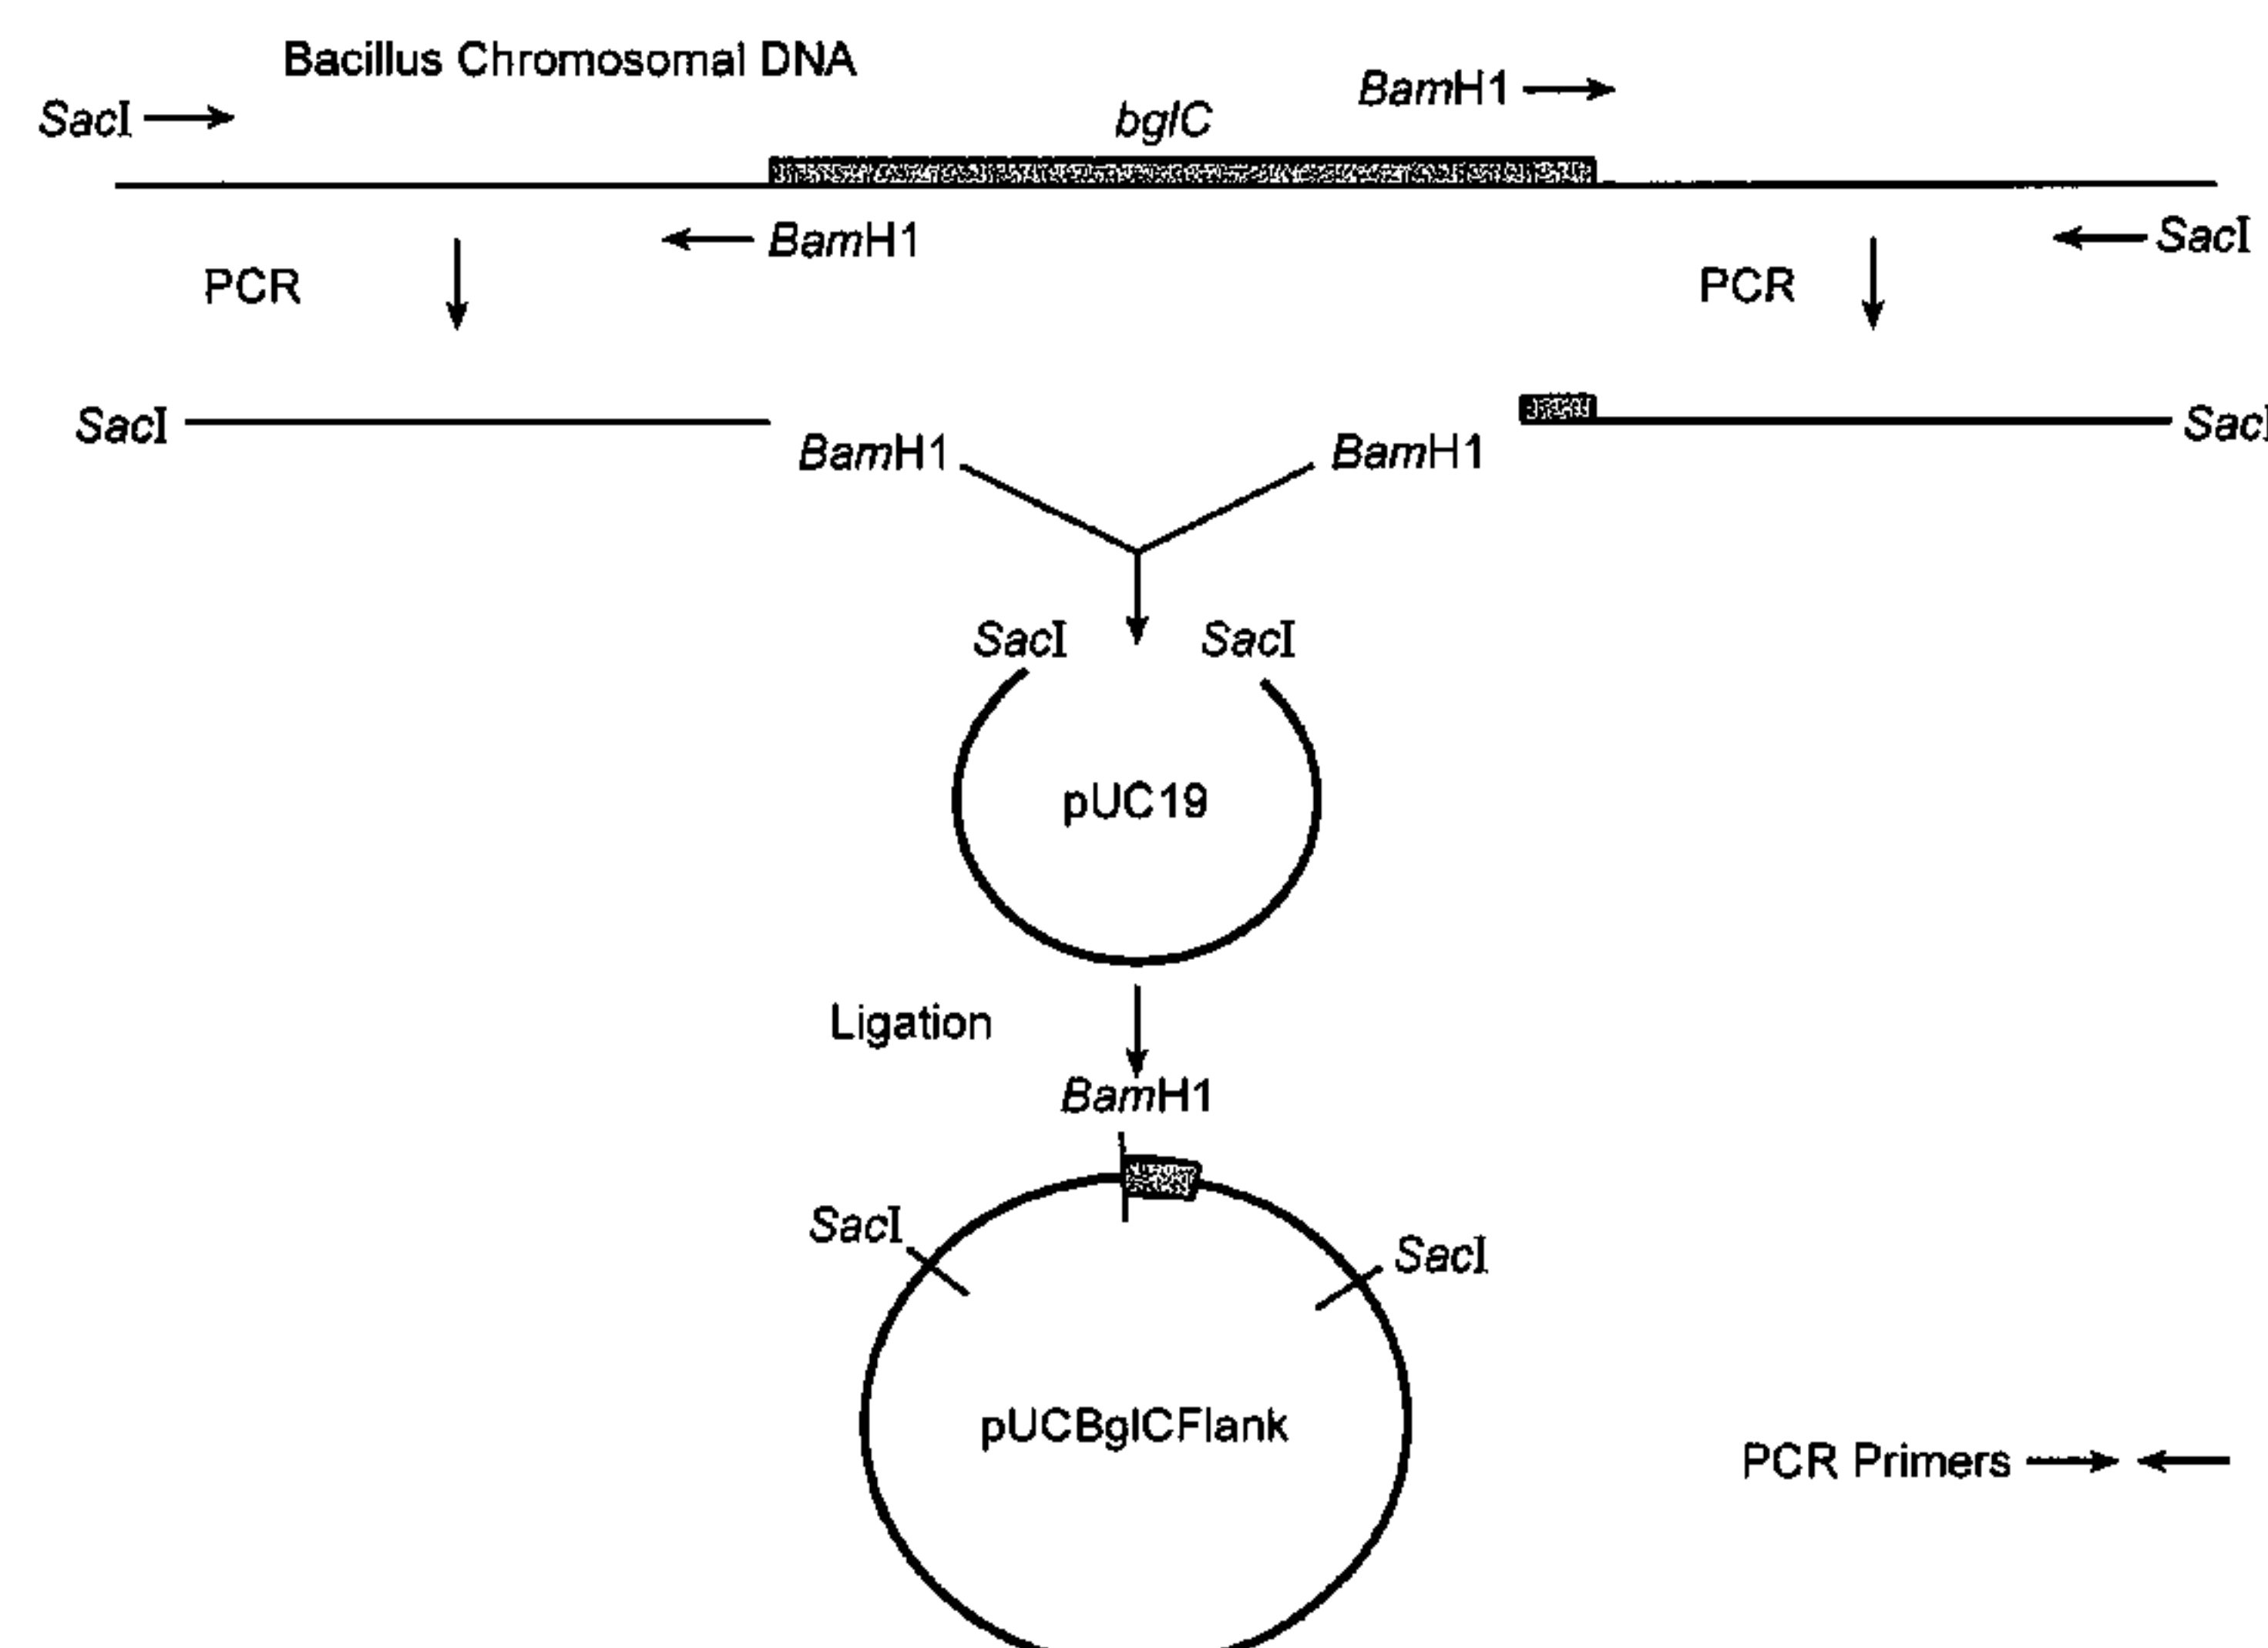 Bacillus Chromosomal DNA
SacI
bglC
BamH1
BamH1
SacI
PCR
PCR
SacI
BamH1
BamH1
SacI
SacI
SacI
pUC19
Ligation
BamH1
SacI
SacI
pUCBglCFlank
PCR Primers